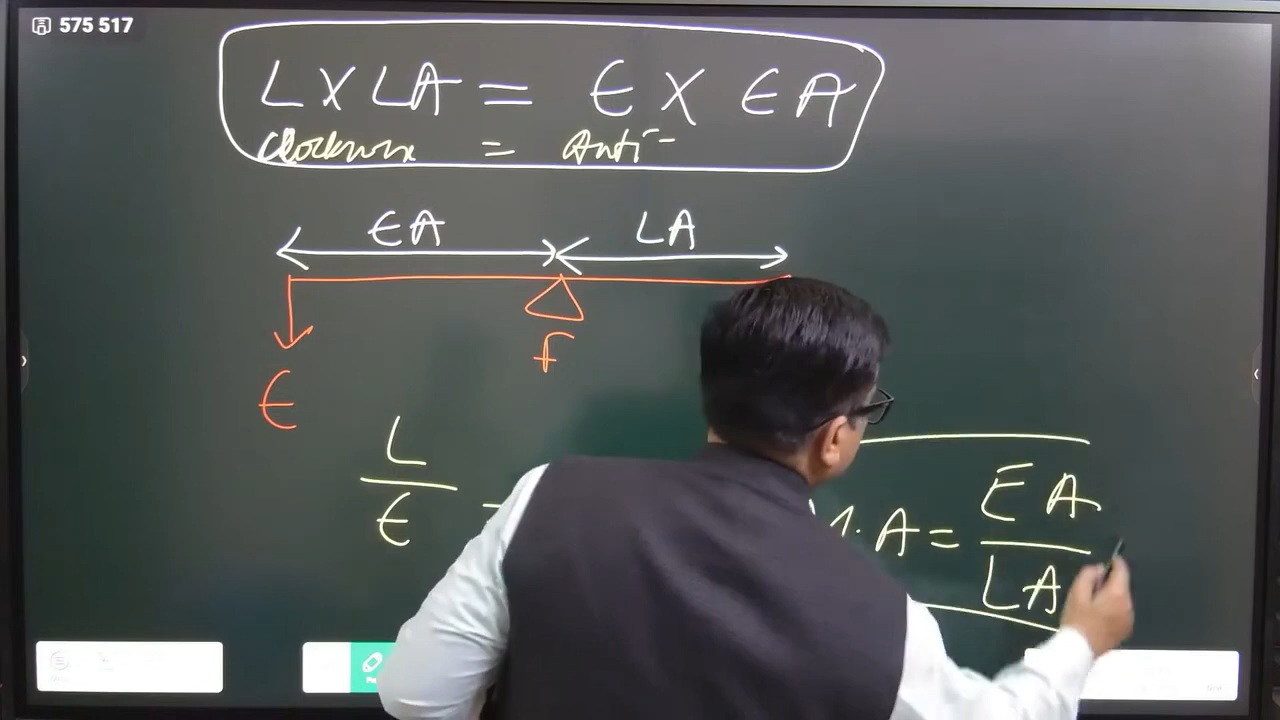 575 517
L X LA = E X EA
Clockwise = Anti-
EA LA
F
E
L
E
M.A = EA
LA